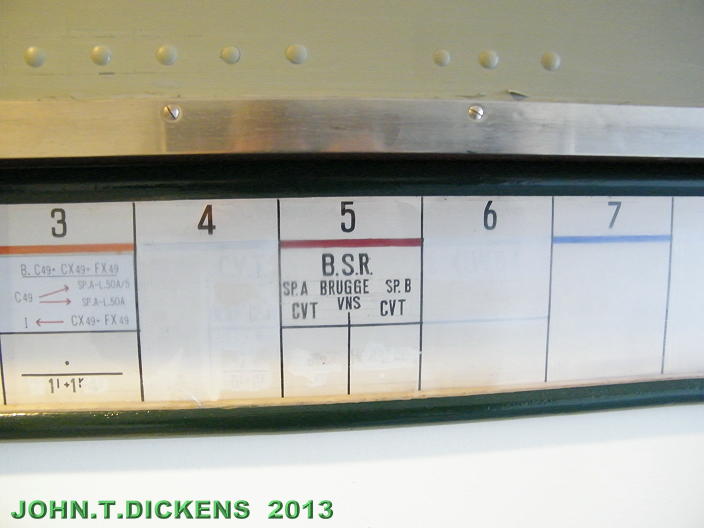 3 4 5 6 7
B. C49+ CX49+ FX49
C49 SP.A-L.50A/5
SP.A-L.50A
I CX49+ FX49
B.S.R.
SP.A BRUGGE SP.B
CVT VNS CVT
JOHN.T.DICKENS 2013